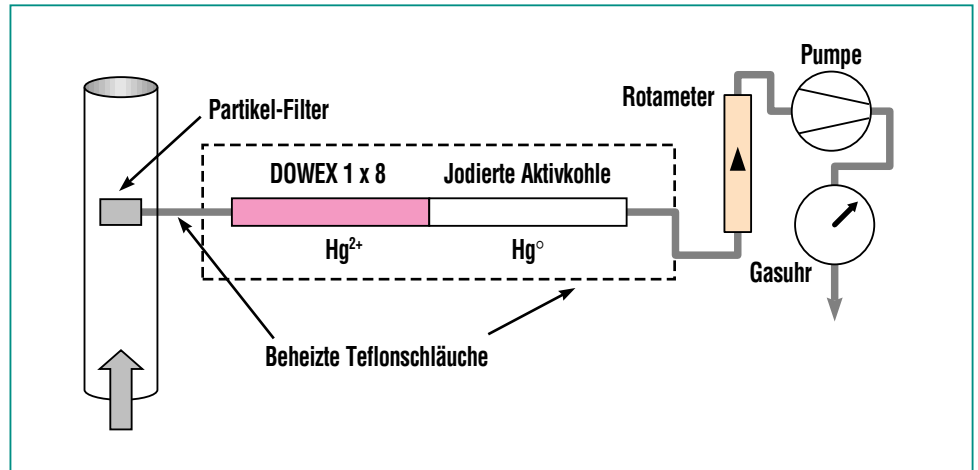 Pumpe
Rotameter
Partikel-Filter
DOWEX 1 x 8
Jodierte Aktivkohle
Hg²⁺
Hg°
Gasuhr
Beheizte Teflonschläuche